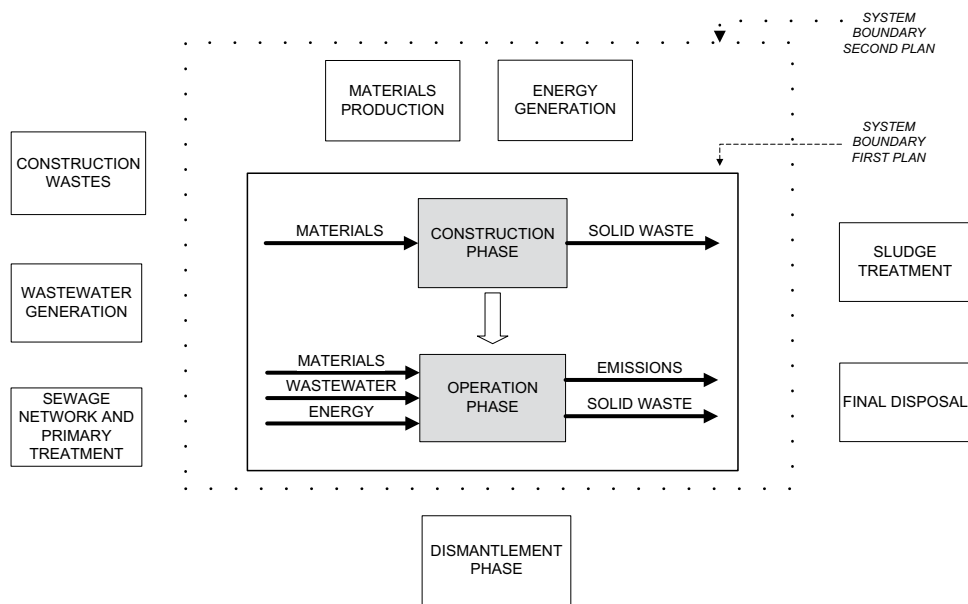 SYSTEM
BOUNDARY
SECOND PLAN
MATERIALS
PRODUCTION
ENERGY
GENERATION
SYSTEM
BOUNDARY
FIRST PLAN
CONSTRUCTION
WASTES
MATERIALS
CONSTRUCTION
PHASE
SOLID WASTE
SLUDGE
TREATMENT
WASTEWATER
GENERATION
MATERIALS
WASTEWATER
ENERGY
OPERATION
PHASE
EMISSIONS
SOLID WASTE
SEWAGE
NETWORK AND
PRIMARY
TREATMENT
FINAL DISPOSAL
DISMANTLEMENT
PHASE